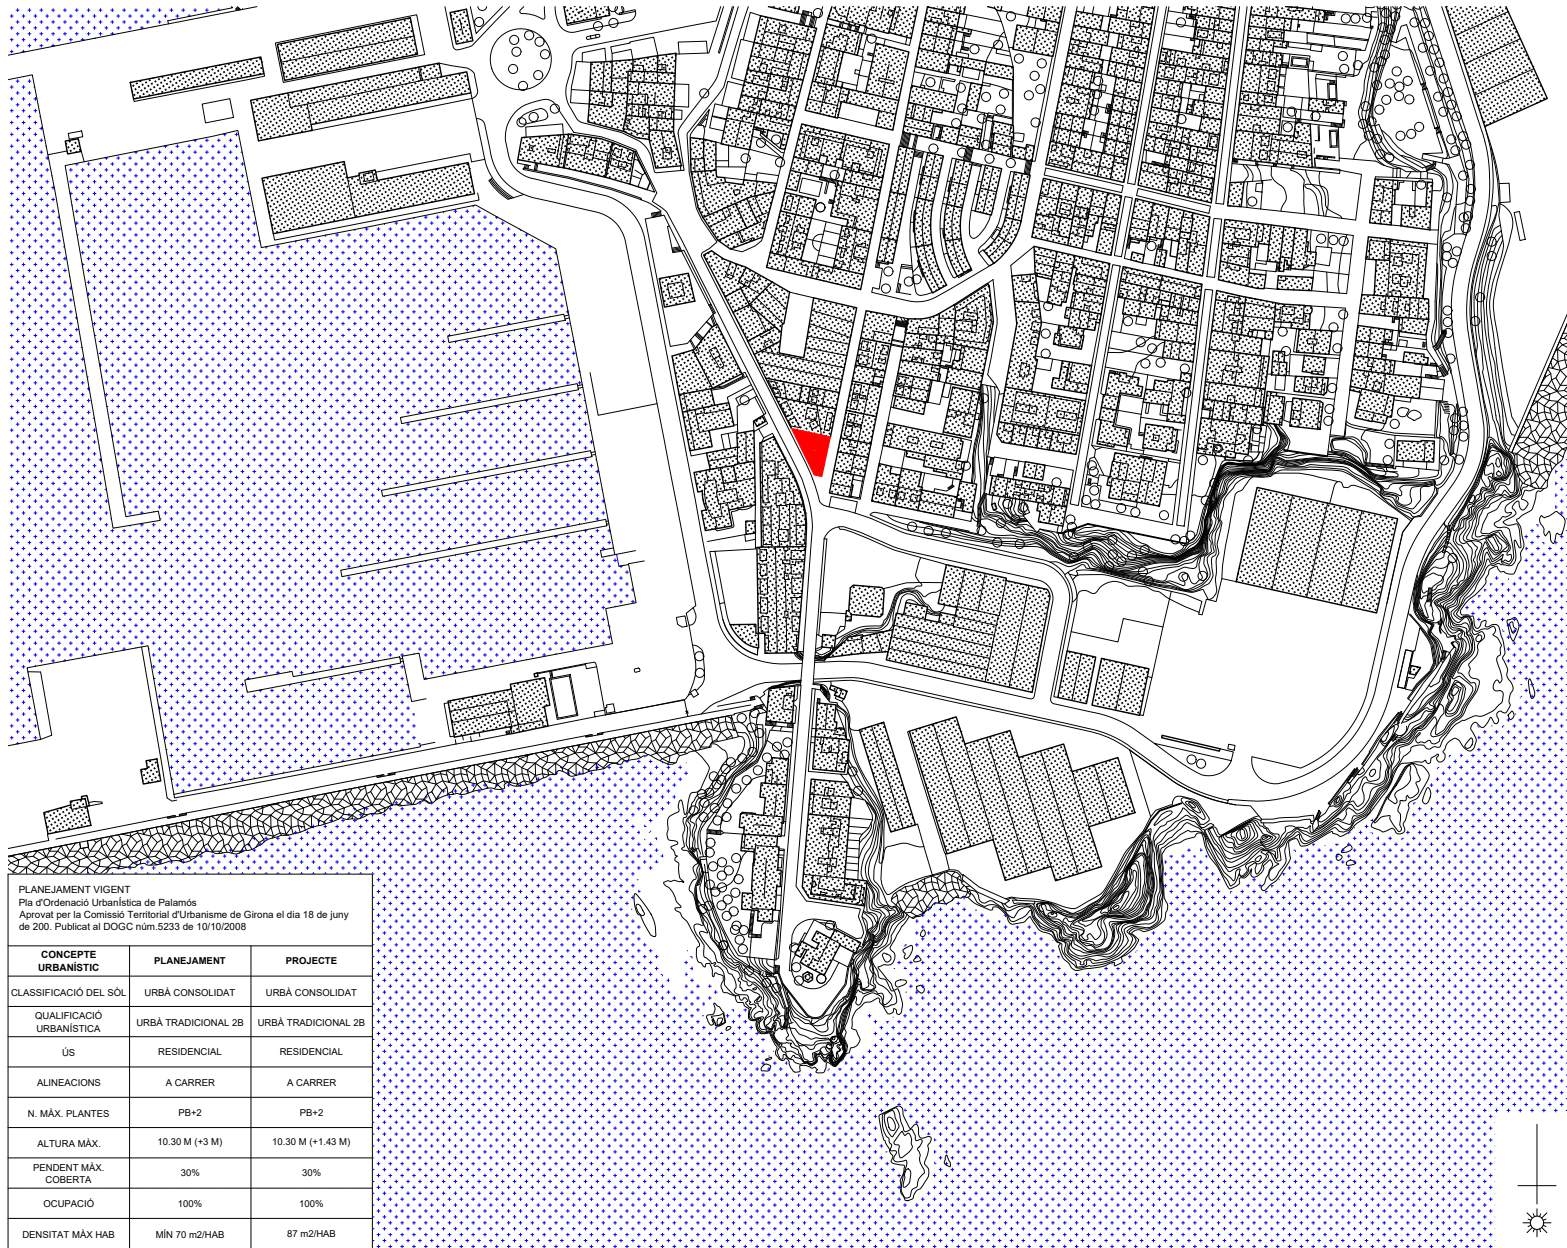 PLANEJAMENT VIGENT
Pla d'Ordenació UrbanÍstica de Palamós
Aprovat per la Comissió Territorial d'Urbanisme de Girona el dia 18 de juny
de 200. Publicat al DOGC núm.5233 de 10/10/2008
CONCEPTE URBANÍSTIC PLANEJAMENT PROJECTE
CLASSIFICACIÓ DEL SÒL URBÀ CONSOLIDAT URBÀ CONSOLIDAT
QUALIFICACIÓ URBANÍSTICA URBÀ TRADICIONAL 2B URBÀ TRADICIONAL 2B
ÚS RESIDENCIAL RESIDENCIAL
ALINEACIONS A CARRER A CARRER
N. MÀX. PLANTES PB+2 PB+2
ALTURA MÀX. 10.30 M (+3 M) 10.30 M (+1.43 M)
PENDENT MÀX. COBERTA 30% 30%
OCUPACIÓ 100% 100%
DENSITAT MÀX HAB MÍN 70 m2/HAB 87 m2/HAB